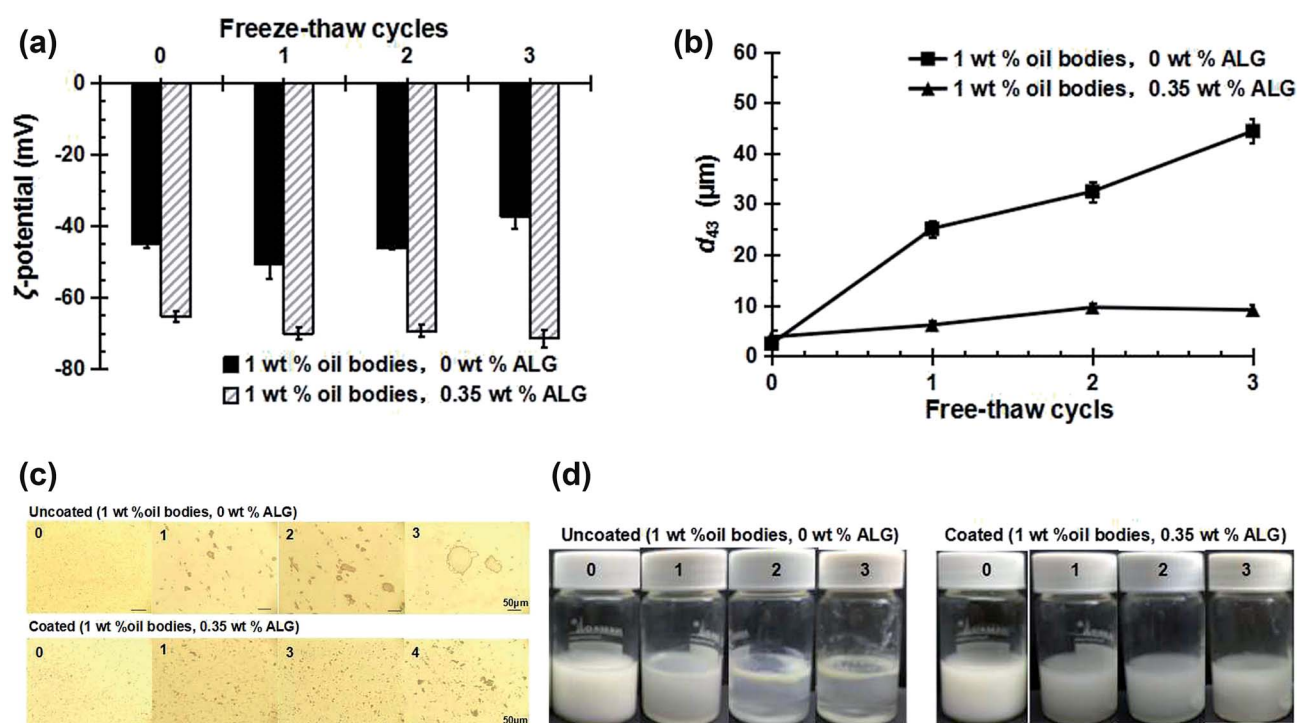 (a)
Freeze-thaw cycles
0 1 2 3
0
-20
-40
-60
-80
ζ-potential (mV)
1 wt % oil bodies, 0 wt % ALG
1 wt % oil bodies, 0.35 wt % ALG
(b)
60
50
40
30
20
10
0
d43 (μm)
1 wt % oil bodies, 0 wt % ALG
1 wt % oil bodies, 0.35 wt % ALG
0 1 2 3
Free-thaw cycls
(c)
Uncoated (1 wt %oil bodies, 0 wt % ALG)
0 1 2 3
50μm
Coated (1 wt %oil bodies, 0.35 wt % ALG)
0 1 3 4
50μm
(d)
Uncoated (1 wt %oil bodies, 0 wt % ALG)
0 1 2 3
Coated (1 wt %oil bodies, 0.35 wt % ALG)
0 1 2 3